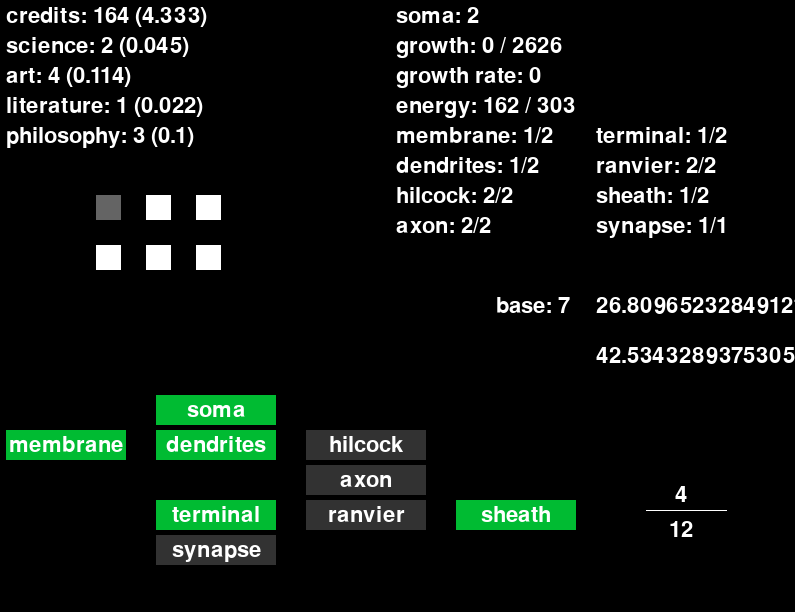 credits: 164 (4.333)
science: 2 (0.045)
art: 4 (0.114)
literature: 1 (0.022)
philosophy: 3 (0.1)
soma: 2
growth: 0 / 2626
growth rate: 0
energy: 162 / 303
membrane: 1/2 terminal: 1/2
dendrites: 1/2 ranvier: 2/2
hilcock: 2/2 sheath: 1/2
axon: 2/2 synapse: 1/1
base: 7 26.8096523284912
42.5343289375305
soma
membrane dendrites hilcock
axon
terminal ranvier sheath
synapse
4
12